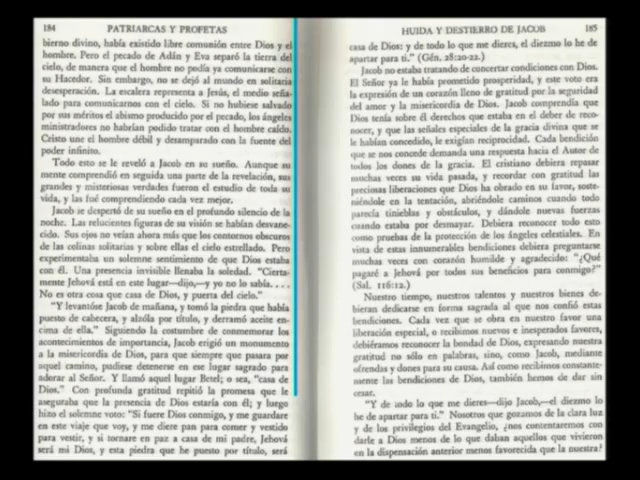 184 PATRIARCAS Y PROFETAS
bierno divino, había existido libre comunión entre Dios y el
hombre. Pero el pecado de Adán y Eva separó la tierra del
cielo, de manera que el hombre no podía ya comunicarse con
su Hacedor. Sin embargo, no se dejó al mundo en solitaria
desesperación. La escalera representa a Jesús, el medio seña-
lado para comunicarnos con el cielo. Si no hubiese salvado
por sus méritos el abismo producido por el pecado, los ángeles
ministradores no habrían podido tratar con el hombre caído.
Cristo une el hombre débil y desamparado con la fuente del
poder infinito.
Todo esto se le reveló a Jacob en su sueño. Aunque su
mente comprendió en seguida una parte de la revelación, sus
grandes y misteriosas verdades fueron el estudio de toda su
vida, y las fué comprendiendo cada vez mejor.
Jacob se despertó de su sueño en el profundo silencio de la
noche. Las relucientes figuras de su visión se habían desvane-
cido. Sus ojos no veían ahora más que los contornos obscuros
de las colinas solitarias y sobre ellas el cielo estrellado. Pero
experimentaba un solemne sentimiento de que Dios estaba
con él. Una presencia invisible llenaba la soledad. “Cierta-
mente Jehová está en este lugar—dijo,—y yo no lo sabía. . . .
No es otra cosa que casa de Dios, y puerta del cielo.”
“Y levantóse Jacob de mañana, y tomó la piedra que había
puesto de cabecera, y alzóla por título, y derramó aceite en-
cima de ella.” Siguiendo la costumbre de conmemorar los
acontecimientos de importancia, Jacob erigió un monumento
a la misericordia de Dios, para que siempre que pasara por
aquel camino, pudiese detenerse en ese lugar sagrado para
adorar al Señor. Y llamó aquel lugar Betel; o sea, “casa de
Dios.” Con profunda gratitud repitió la promesa que le
aseguraba que la presencia de Dios estaría con él; y luego
hizo el solemne voto: “Si fuere Dios conmigo, y me guardare
en este viaje que voy, y me diere pan para comer y vestido
para vestir, y si tornare en paz a casa de mi padre, Jehová
será mi Dios, y esta piedra que he puesto por título, será
HUIDA Y DESTIERRO DE JACOB 185
casa de Dios: y de todo lo que me dieres, el diezmo lo he de
apartar para ti.” (Gén. 28:20-22.)
Jacob no estaba tratando de concertar condiciones con Dios.
El Señor ya le había prometido prosperidad, y este voto era
la expresión de un corazón lleno de gratitud por la seguridad
del amor y la misericordia de Dios. Jacob comprendía que
Dios tenía sobre él derechos que estaba en el deber de reco-
nocer, y que las señales especiales de la gracia divina que se
le habían concedido, le exigían reciprocidad. Cada bendición
que se nos concede demanda una respuesta hacia el Autor de
todos los dones de la gracia. El cristiano debiera repasar
muchas veces su vida pasada, y recordar con gratitud las
preciosas liberaciones que Dios ha obrado en su favor, soste-
niéndole en la tentación, abriéndole caminos cuando todo
parecía tinieblas y obstáculos, y dándole nuevas fuerzas
cuando estaba por desmayar. Debiera reconocer todo esto
como pruebas de la protección de los ángeles celestiales. En
vista de estas innumerables bendiciones debiera preguntarse
muchas veces con corazón humilde y agradecido: “¿Qué
pagaré a Jehová por todos sus beneficios para conmigo?”
(Sal. 116:12.)
Nuestro tiempo, nuestros talentos y nuestros bienes de-
bieran dedicarse en forma sagrada al que nos confió estas
bendiciones. Cada vez que se obra en nuestro favor una
liberación especial, o recibimos nuevos e inesperados favores,
debiéramos reconocer la bondad de Dios, expresando nuestra
gratitud no sólo en palabras, sino, como Jacob, mediante
ofrendas y dones para su causa. Así como recibimos constante-
mente las bendiciones de Dios, también hemos de dar sin
cesar.
“Y de todo lo que me dieres—dijo Jacob,—el diezmo lo
he de apartar para ti.” Nosotros que gozamos de la clara luz
y de los privilegios del Evangelio, ¿nos contentaremos con
darle a Dios menos de lo que daban aquellos que vivieron
en la dispensación anterior menos favorecida que la nuestra?